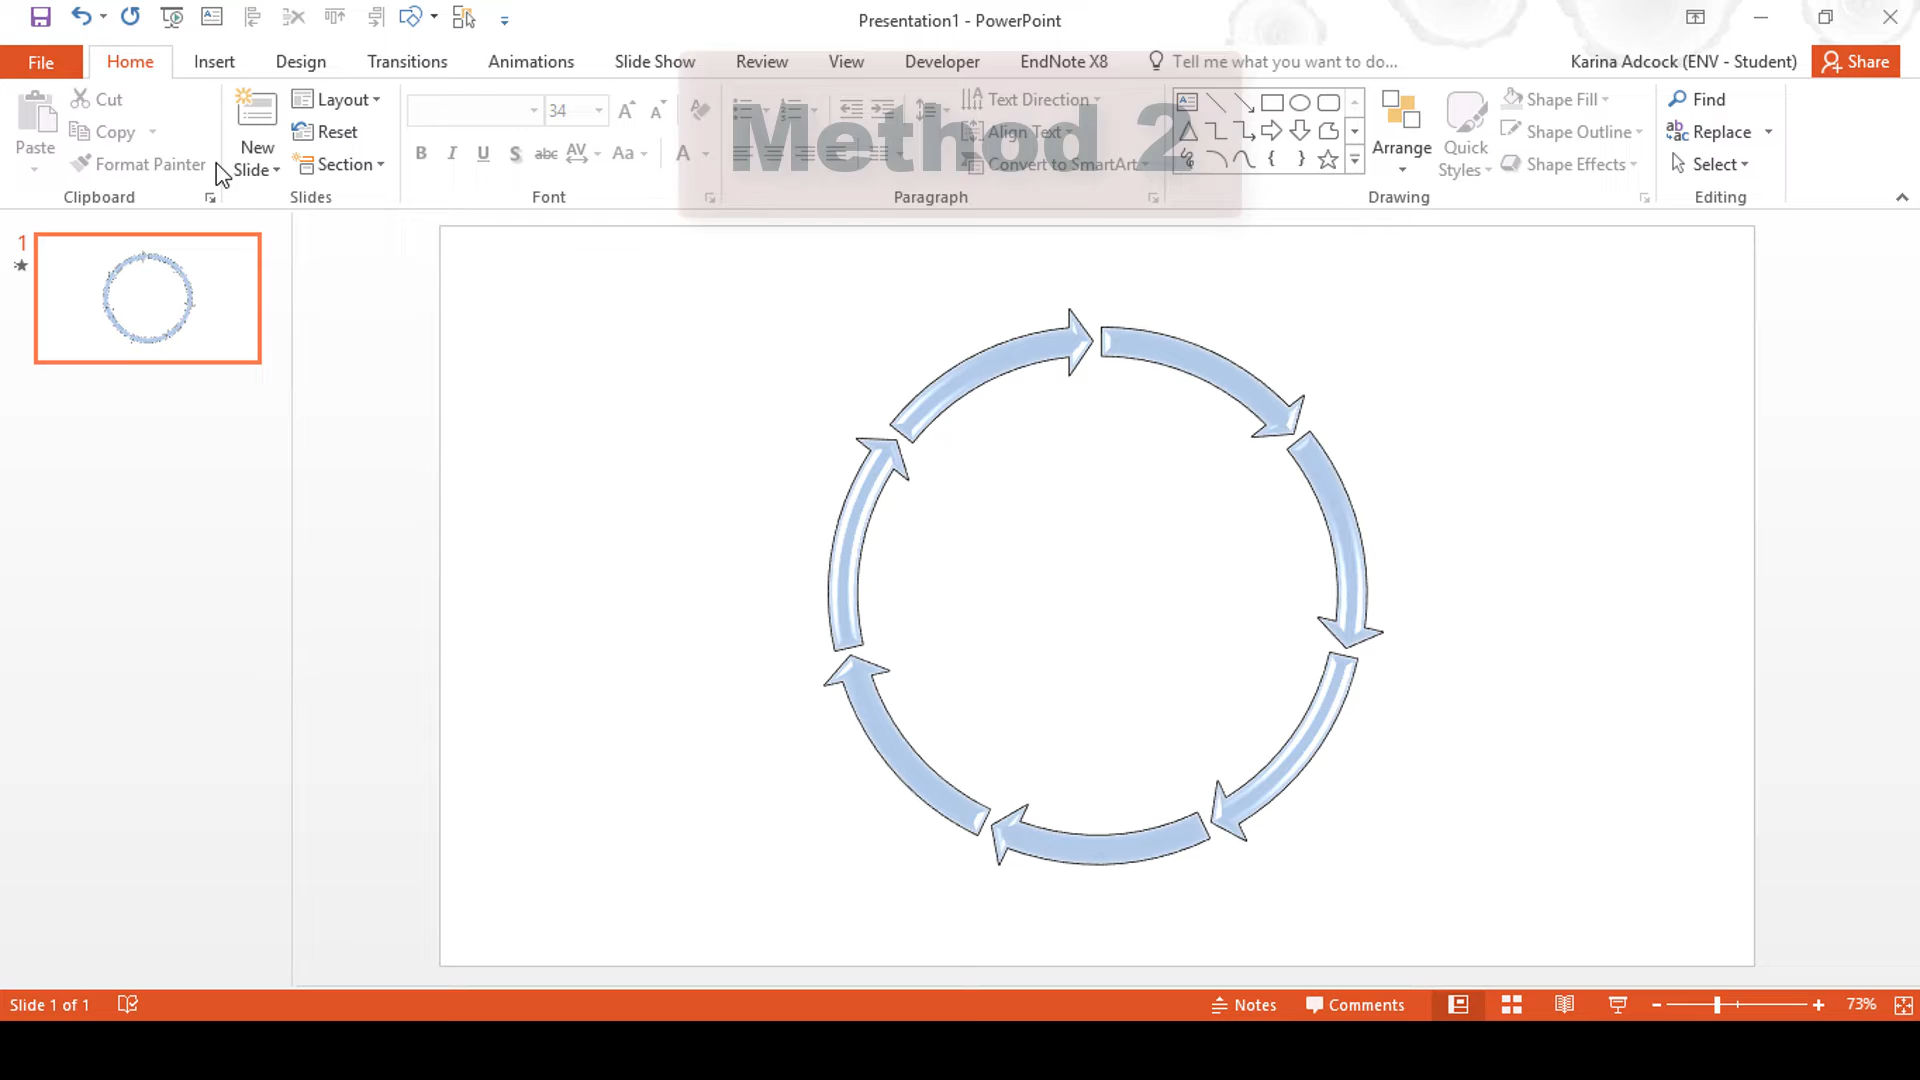 Presentation1 - PowerPoint
File Home Insert Design Transitions Animations Slide Show Review View Developer EndNote X8 Tell me what you want to do... Karina Adcock (ENV - Student) Share
Cut Layout 34 Text Direction Shape Fill Find
Method 2
Paste Copy New Slide Reset Align Text Arrange Quick Styles Shape Outline Replace
Format Painter Section B I U S abc AV Aa A Convert to SmartArt Shape Effects Select
Clipboard Slides Font Paragraph Drawing Editing
1
Slide 1 of 1 Notes Comments 73%